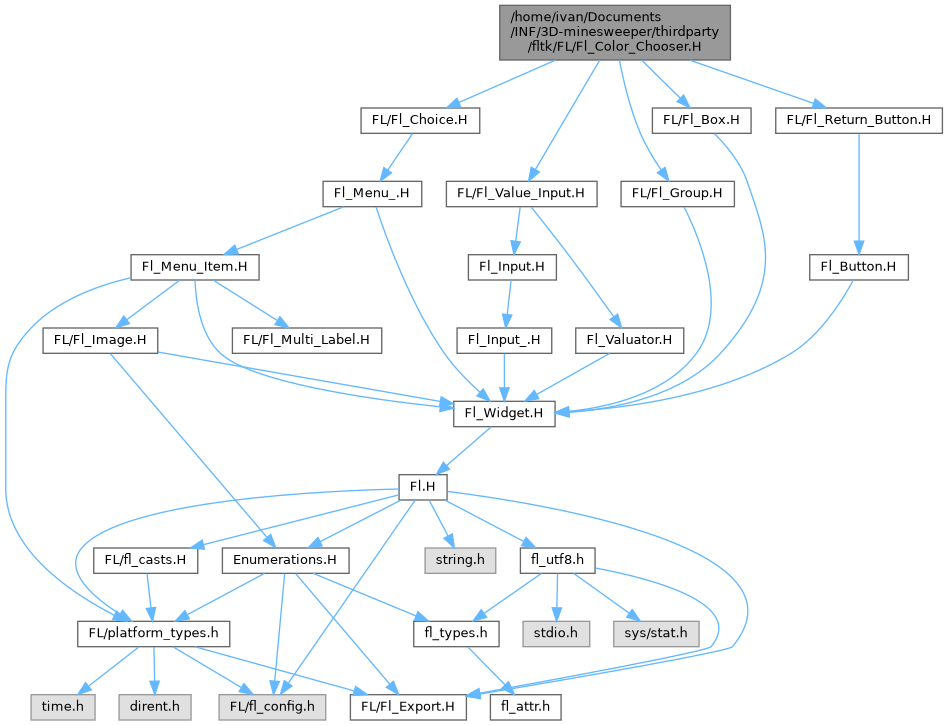 /home/ivan/Documents
/INF/3D-minesweeper/thirdparty
/fltk/FL/Fl_Color_Chooser.H
FL/Fl_Choice.H
FL/Fl_Box.H
FL/Fl_Return_Button.H
Fl_Menu_.H
FL/Fl_Value_Input.H
FL/Fl_Group.H
Fl_Menu_Item.H
Fl_Input.H
Fl_Button.H
FL/Fl_Image.H
FL/Fl_Multi_Label.H
Fl_Input_.H
Fl_Valuator.H
Fl_Widget.H
Fl.H
FL/fl_casts.H
Enumerations.H
string.h
fl_utf8.h
FL/platform_types.h
fl_types.h
stdio.h
sys/stat.h
time.h
dirent.h
FL/fl_config.h
FL/Fl_Export.H
fl_attr.h